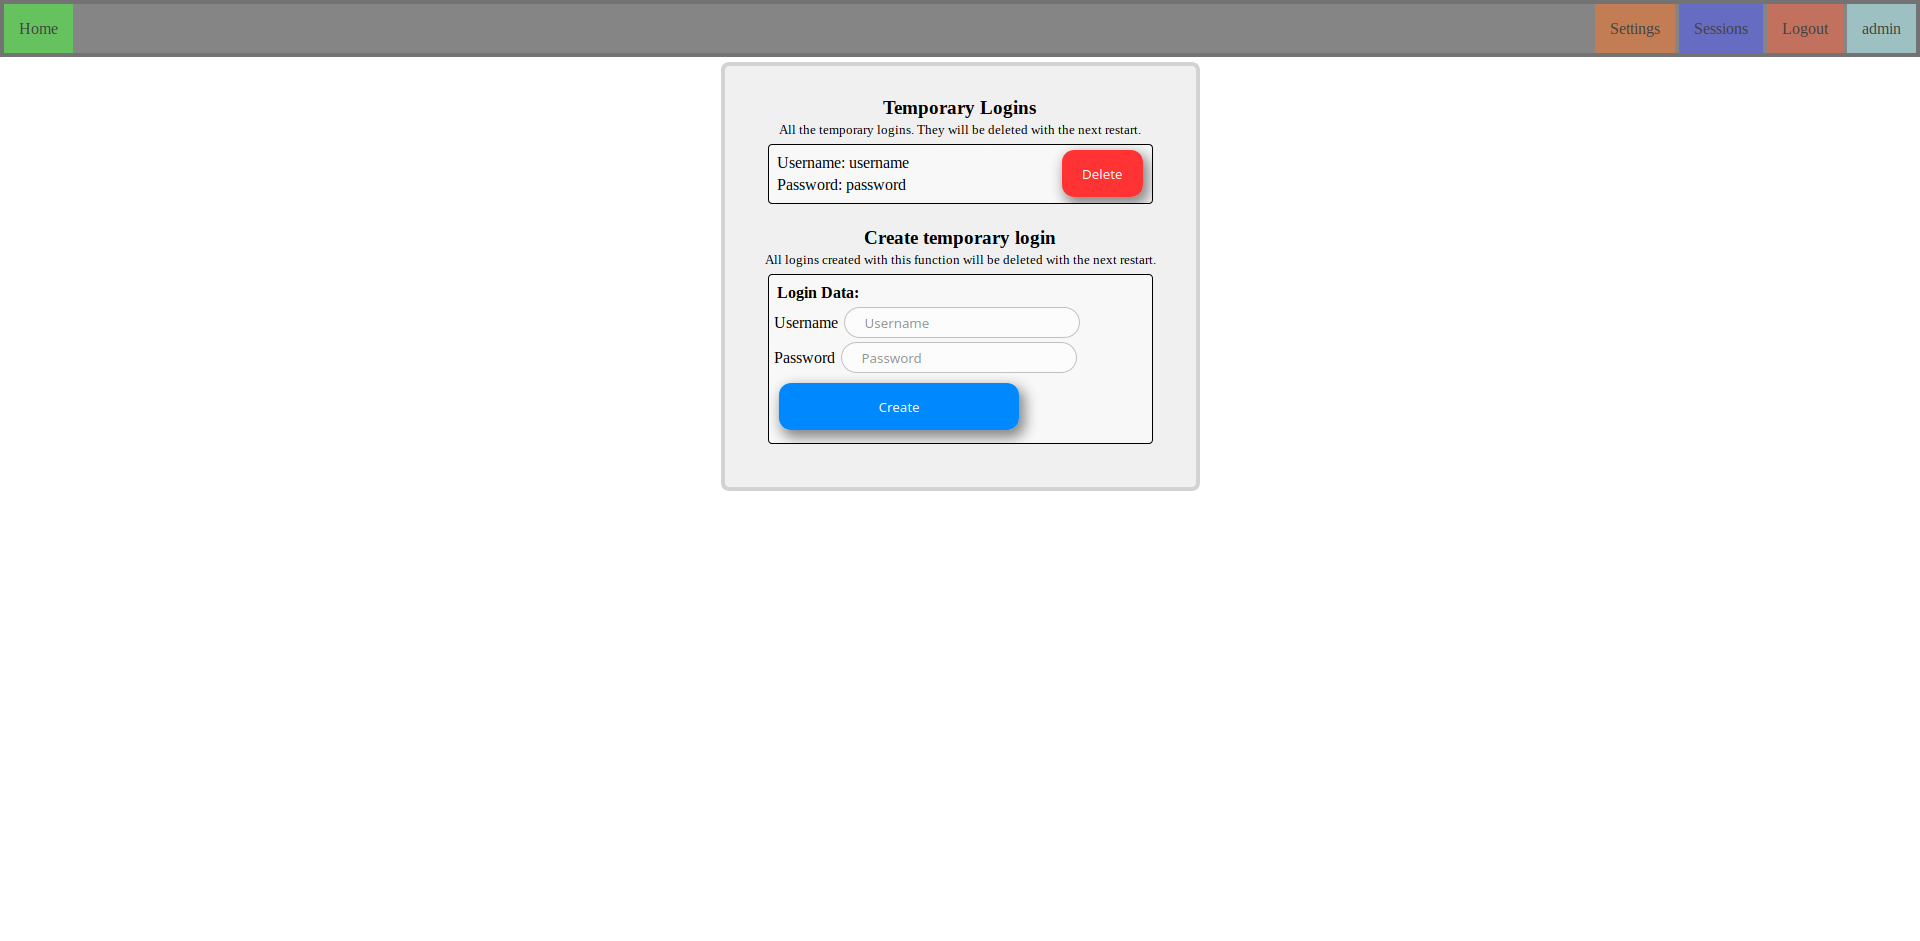 Home Settings Sessions Logout admin
Temporary Logins
All the temporary logins. They will be deleted with the next restart.
Username: username
Password: password
Delete
Create temporary login
All logins created with this function will be deleted with the next restart.
Login Data:
Username Username
Password Password
Create